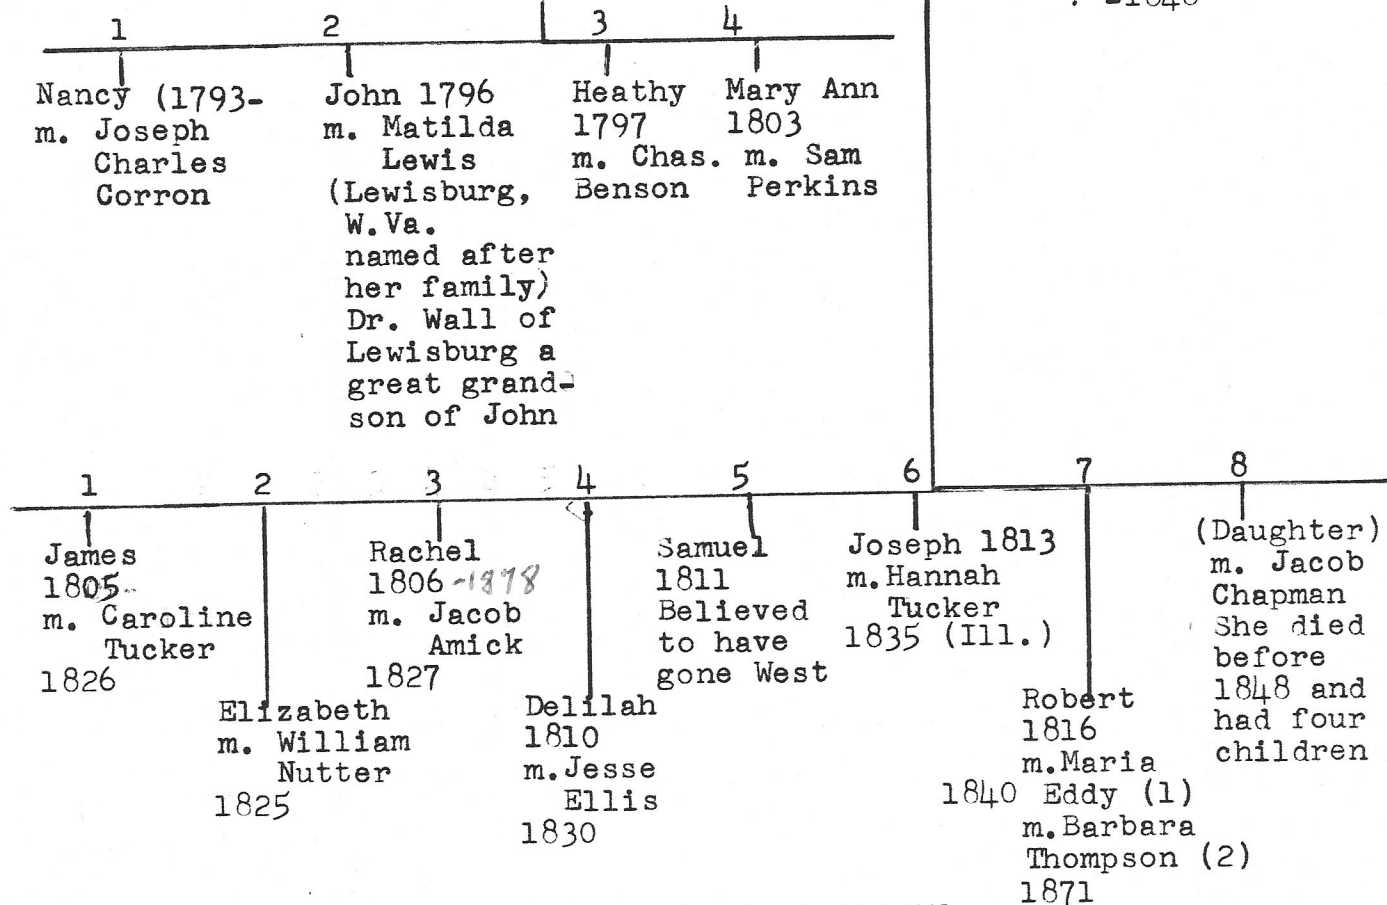 -1848
1
2
3
4
Nancy (1793-
m. Joseph
Charles
Corron
John 1796
m. Matilda
Lewis
(Lewisburg,
W.Va.
named after
her family)
Dr. Wall of
Lewisburg a
great grand-
son of John
Heathy
1797
m. Chas.
Benson
Mary Ann
1803
m. Sam
Perkins
1
2
3
4
5
6
7
8
James
1805
m. Caroline
Tucker
1826
Elizabeth
m. William
Nutter
1825
Rachel
1806 -1878
m. Jacob
Amick
1827
Delilah
1810
m.Jesse
Ellis
1830
Samuel
1811
Believed
to have
gone West
Joseph 1813
m.Hannah
Tucker
1835 (Ill.)
Robert
1816
m.Maria
1840 Eddy (1)
m.Barbara
Thompson (2)
1871
(Daughter)
m. Jacob
Chapman
She died
before
1848 and
had four
children